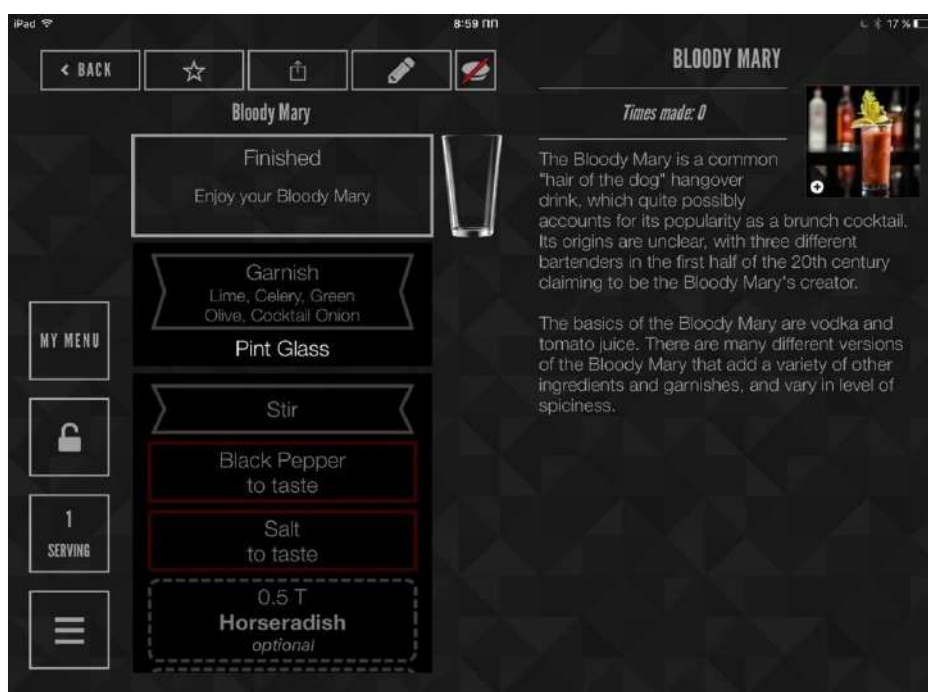 iPad
8:59 ПП
17 %
< BACK
Bloody Mary
Finished
Enjoy your Bloody Mary
Garnish
Lime, Celery, Green
Olive, Cocktail Onion
Pint Glass
Stir
Black Pepper
to taste
Salt
to taste
0.5 T
Horseradish
optional
MY MENU
1
SERVING
BLOODY MARY
Times made: 0
The Bloody Mary is a common
"hair of the dog" hangover
drink, which quite possibly
accounts for its popularity as a brunch cocktail.
Its origins are unclear, with three different
bartenders in the first half of the 20th century
claiming to be the Bloody Mary's creator.
The basics of the Bloody Mary are vodka and
tomato juice. There are many different versions
of the Bloody Mary that add a variety of other
ingredients and garnishes, and vary in level of
spiciness.